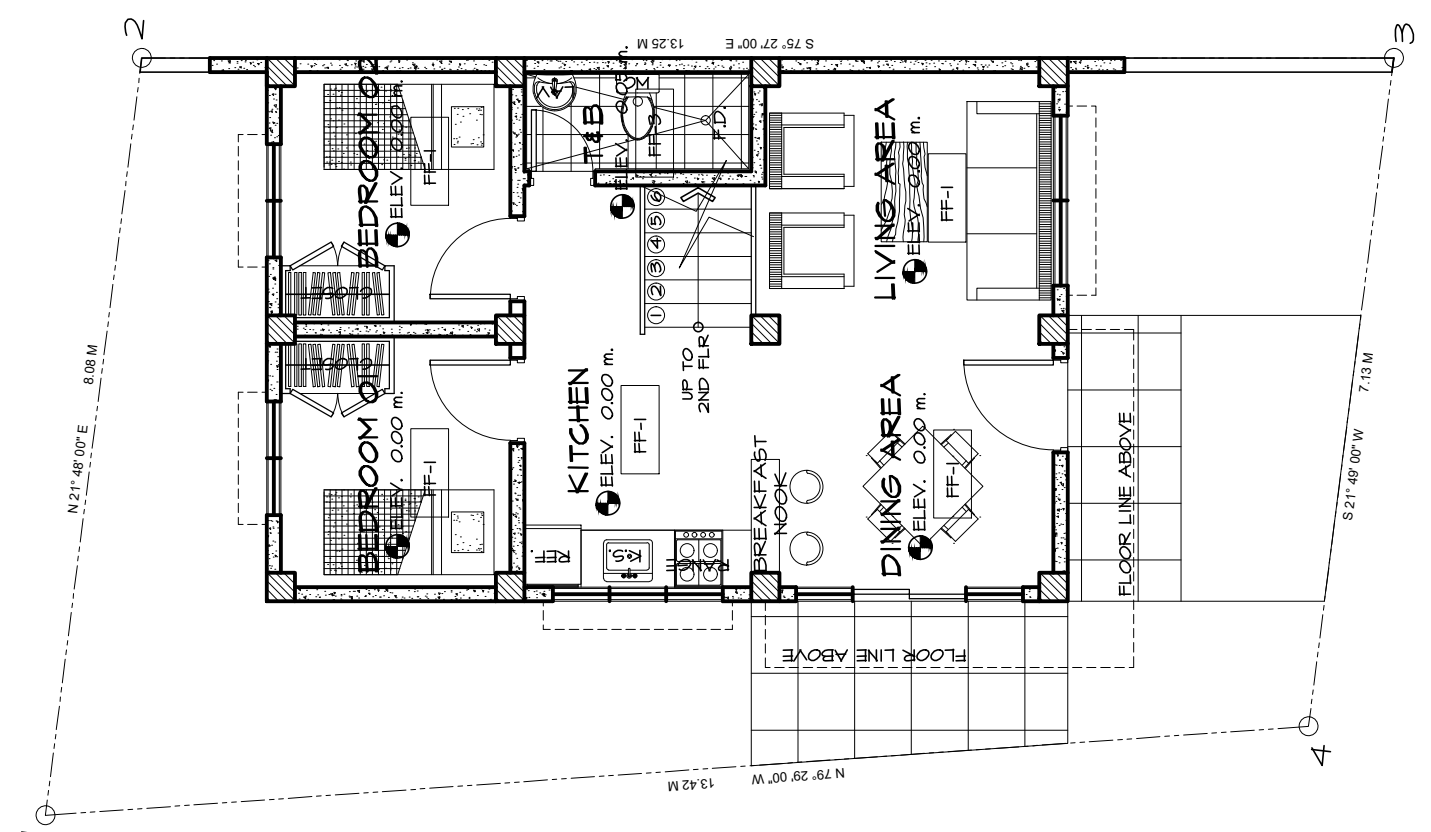 2
3
S 75° 27' 00" E
13.25 M
BEDROOM 02
ELEV. 0.00 m.
FF-1
CLOSET
T&B
ELEV.
FF-3
F.D.
6
5
4
3
2
1
UP TO
2ND FLR
LIVING AREA
ELEV. 0.00 m.
FF-1
8.08 M
N 21° 48' 00" E
CLOSET
BEDROOM 01
ELEV. 0.00 m.
FF-1
KITCHEN
ELEV. 0.00 m.
FF-1
REF.
K.S.
RANGE
BREAKFAST
NOOK
DINING AREA
ELEV. 0.00 m.
FF-1
FLOOR LINE ABOVE
7.13 M
S 21° 49' 00" W
FLOOR LINE ABOVE
4
N 79° 29' 00" W
13.42 M